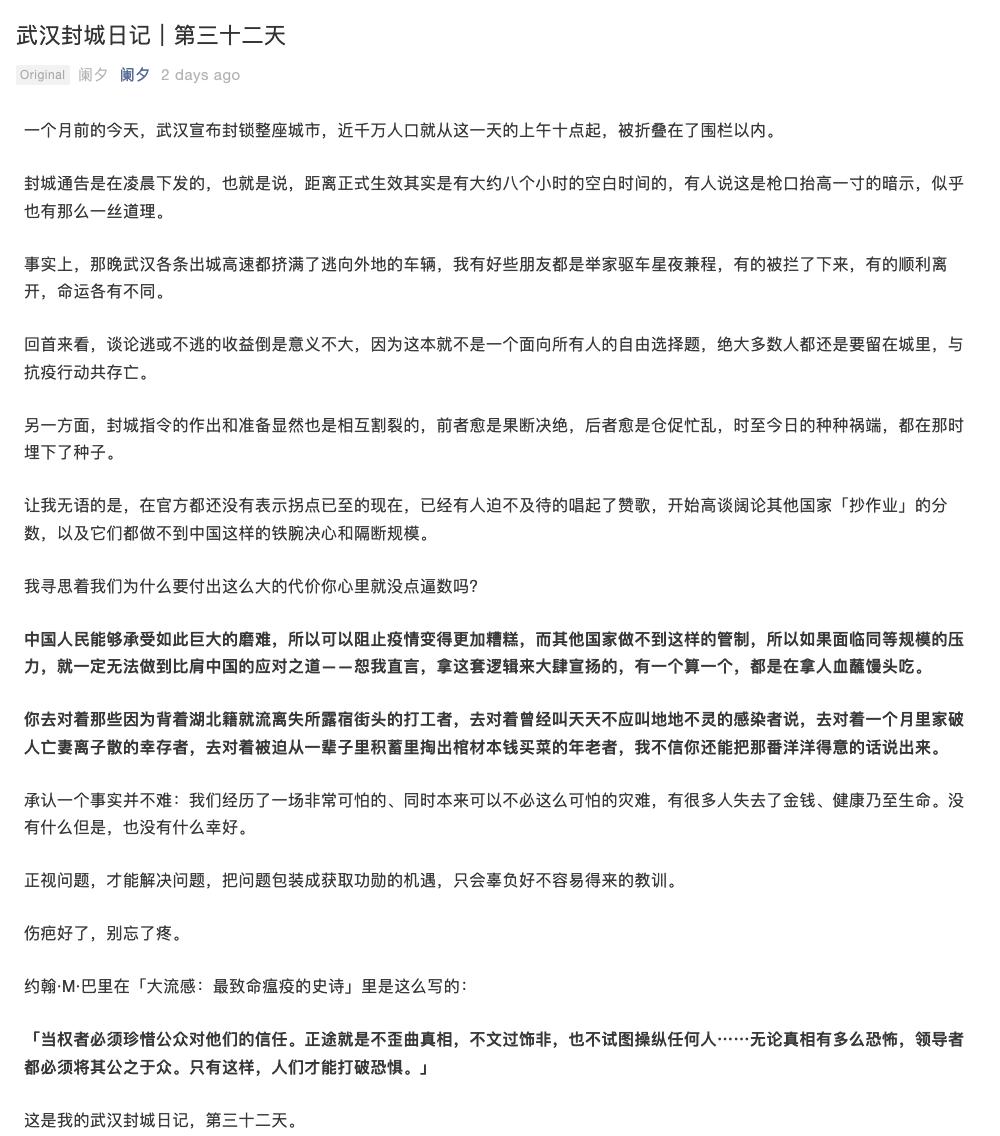 武汉封城日记｜第三十二天
Original 阑夕 阑夕 2 days ago
一个月前的今天，武汉宣布封锁整座城市，近千万人口就从这一天的上午十点起，被折叠在了围栏以内。
封城通告是在凌晨下发的，也就是说，距离正式生效其实是有大约八个小时的空白时间的，有人说这是枪口抬高一寸的暗示，似乎
也有那么一丝道理。
事实上，那晚武汉各条出城高速都挤满了逃向外地的车辆，我有好些朋友都是举家驱车星夜兼程，有的被拦了下来，有的顺利离
开，命运各有不同。
回首来看，谈论逃或不逃的收益倒是意义不大，因为这本就不是一个面向所有人的自由选择题，绝大多数人都还是要留在城里，与
抗疫行动共存亡。
另一方面，封城指令的作出和准备显然也是相互割裂的，前者愈是果断决绝，后者愈是仓促忙乱，时至今日的种种祸端，都在那时
埋下了种子。
让我无语的是，在官方都还没有表示拐点已至的现在，已经有人迫不及待的唱起了赞歌，开始高谈阔论其他国家「抄作业」的分
数，以及它们都做不到中国这样的铁腕决心和隔断规模。
我寻思着我们为什么要付出这么大的代价你心里就没点逼数吗？
中国人民能够承受如此巨大的磨难，所以可以阻止疫情变得更加糟糕，而其他国家做不到这样的管制，所以如果面临同等规模的压
力，就一定无法做到比肩中国的应对之道——恕我直言，拿这套逻辑来大肆宣扬的，有一个算一个，都是在拿人血蘸馒头吃。
你去对着那些因为背着湖北籍就流离失所露宿街头的打工者，去对着曾经叫天天不应叫地地不灵的感染者说，去对着一个月里家破
人亡妻离子散的幸存者，去对着被迫从一辈子里积蓄里掏出棺材本钱买菜的年老者，我不信你还能把那番洋洋得意的话说出来。
承认一个事实并不难：我们经历了一场非常可怕的、同时本来可以不必这么可怕的灾难，有很多人失去了金钱、健康乃至生命。没
有什么但是，也没有什么幸好。
正视问题，才能解决问题，把问题包装成获取功勋的机遇，只会辜负好不容易得来的教训。
伤疤好了，别忘了疼。
约翰·M·巴里在「大流感：最致命瘟疫的史诗」里是这么写的：
「当权者必须珍惜公众对他们的信任。正途就是不歪曲真相，不文过饰非，也不试图操纵任何人……无论真相有多么恐怖，领导者
都必须将其公之于众。只有这样，人们才能打破恐惧。」
这是我的武汉封城日记，第三十二天。